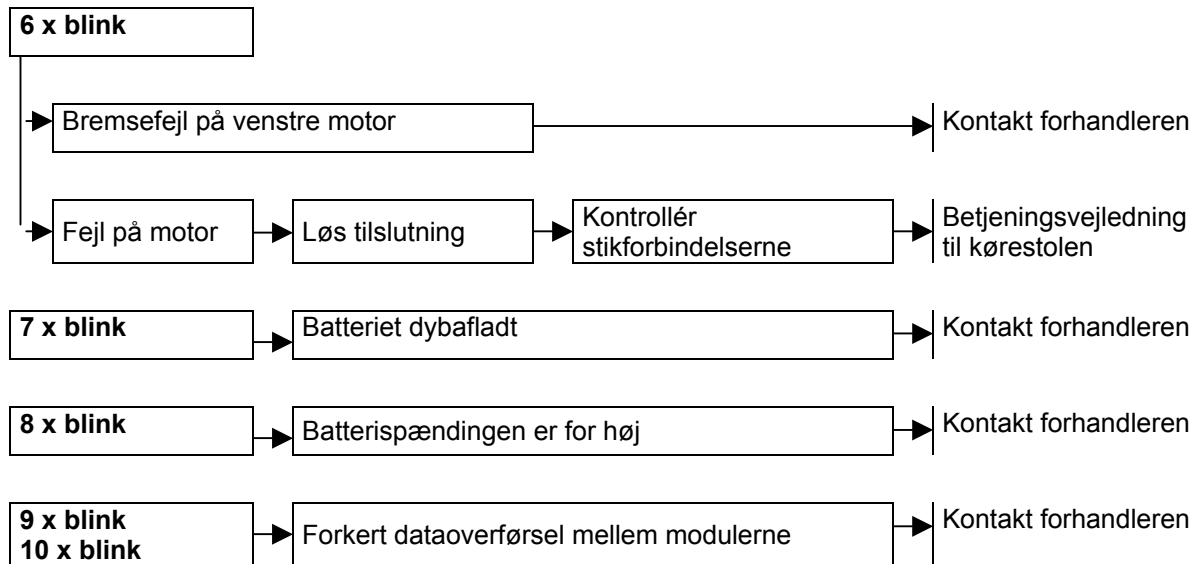 6 x blink
Bremsefejl på venstre motor
Kontakt forhandleren
Fejl på motor
Løs tilslutning
Kontrollér
stikforbindelserne
Betjeningsvejledning
til kørestolen
7 x blink
Batteriet dybafladt
Kontakt forhandleren
8 x blink
Batterispændingen er for høj
Kontakt forhandleren
9 x blink
10 x blink
Forkert dataoverførsel mellem modulerne
Kontakt forhandleren